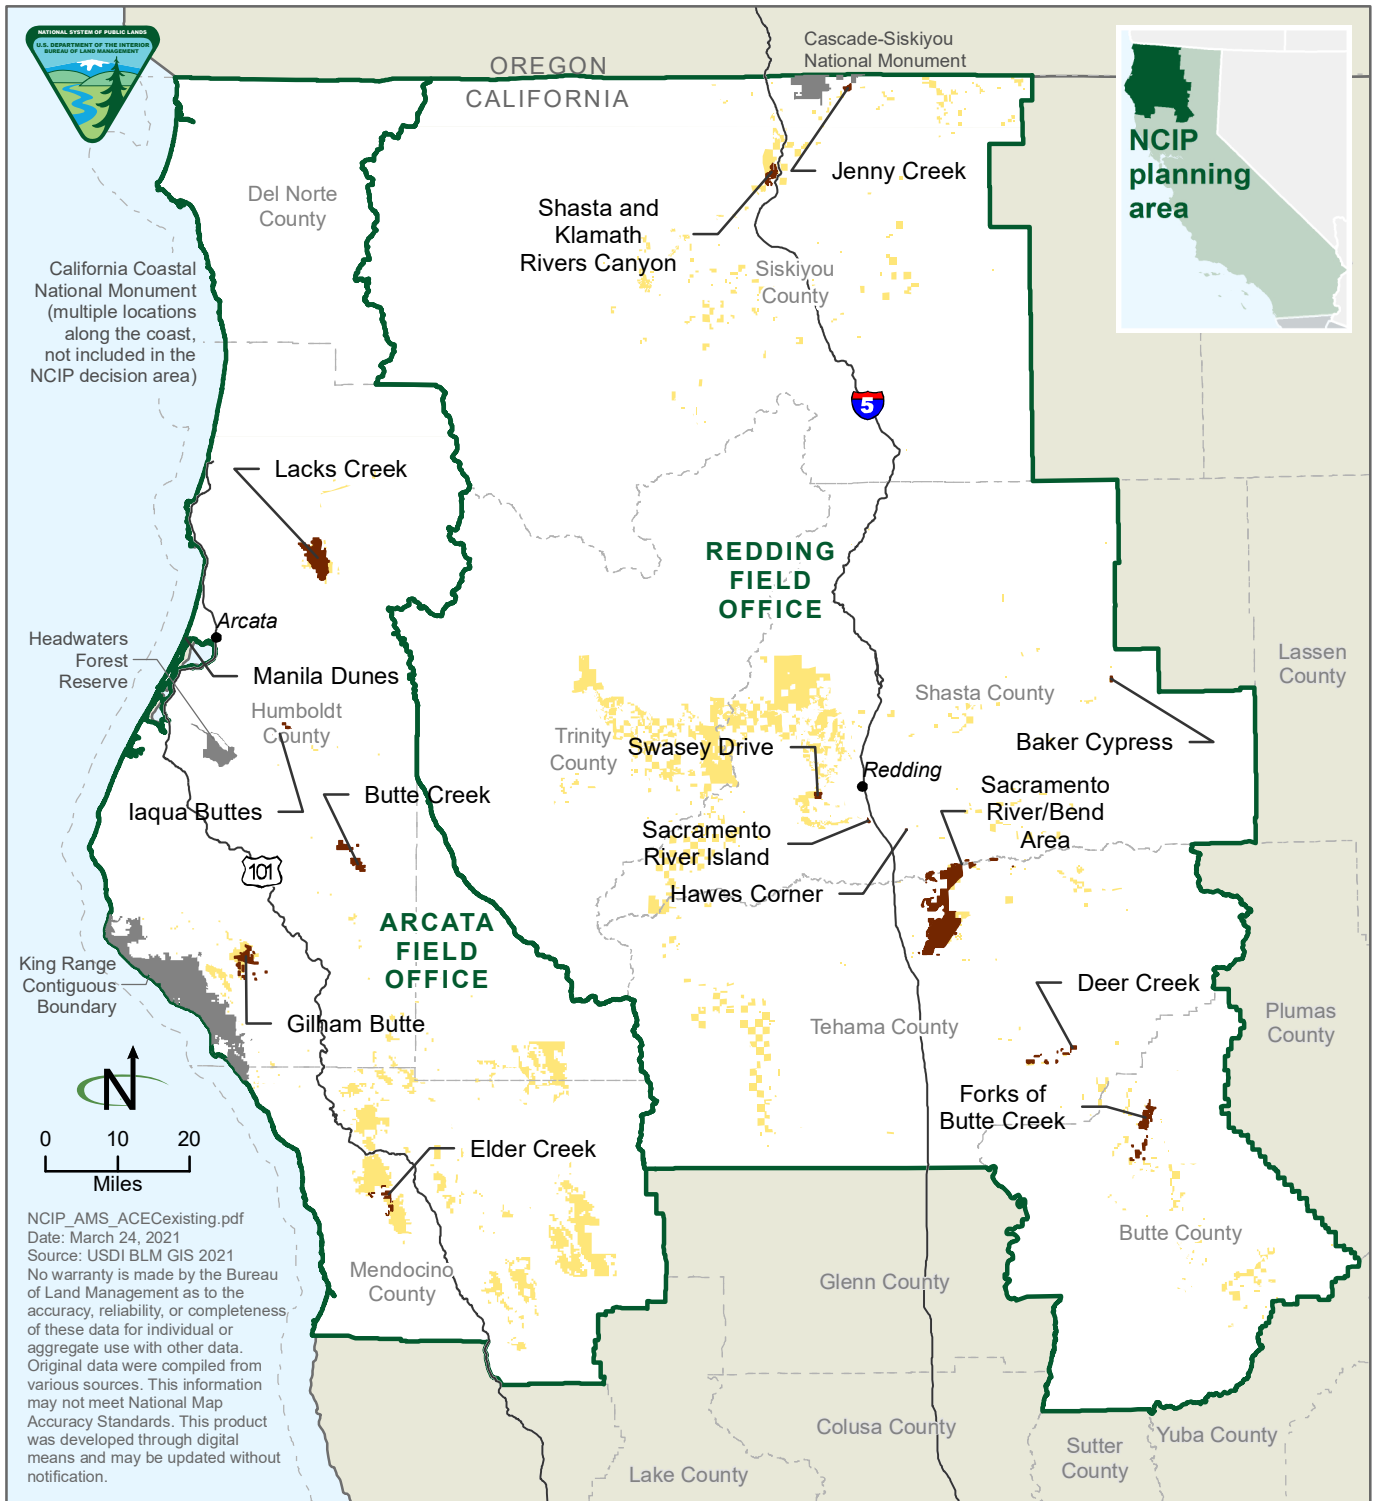 NATIONAL SYSTEM OF PUBLIC LANDS
U.S. DEPARTMENT OF THE INTERIOR
BUREAU OF LAND MANAGEMENT
OREGON
CALIFORNIA
Cascade-Siskiyou
National Monument
NCIP
planning
area
Jenny Creek
Del Norte
County
Shasta and
Klamath
Rivers Canyon
Siskiyou
County
California Coastal
National Monument
(multiple locations
along the coast,
not included in the
NCIP decision area)
5
Lacks Creek
REDDING
FIELD
OFFICE
Arcata
Headwaters
Forest
Reserve
Manila Dunes
Humboldt
County
Lassen
County
Shasta County
Baker Cypress
Trinity
County
Swasey Drive
Redding
Iaqua Buttes
Butte Creek
Sacramento
River/Bend
Area
Sacramento
River Island
Hawes Corner
101
ARCATA
FIELD
OFFICE
King Range
Contiguous
Boundary
Gilham Butte
Deer Creek
Tehama County
Plumas
County
Forks of
Butte Creek
N
0 10 20
Miles
Elder Creek
Butte County
Mendocino
County
Glenn County
NCIP_AMS_ACECexisting.pdf
Date: March 24, 2021
Source: USDI BLM GIS 2021
No warranty is made by the Bureau
of Land Management as to the
accuracy, reliability, or completeness
of these data for individual or
aggregate use with other data.
Original data were compiled from
various sources. This information
may not meet National Map
Accuracy Standards. This product
was developed through digital
means and may be updated without
notification.
Colusa County
Sutter
County
Yuba County
Lake County